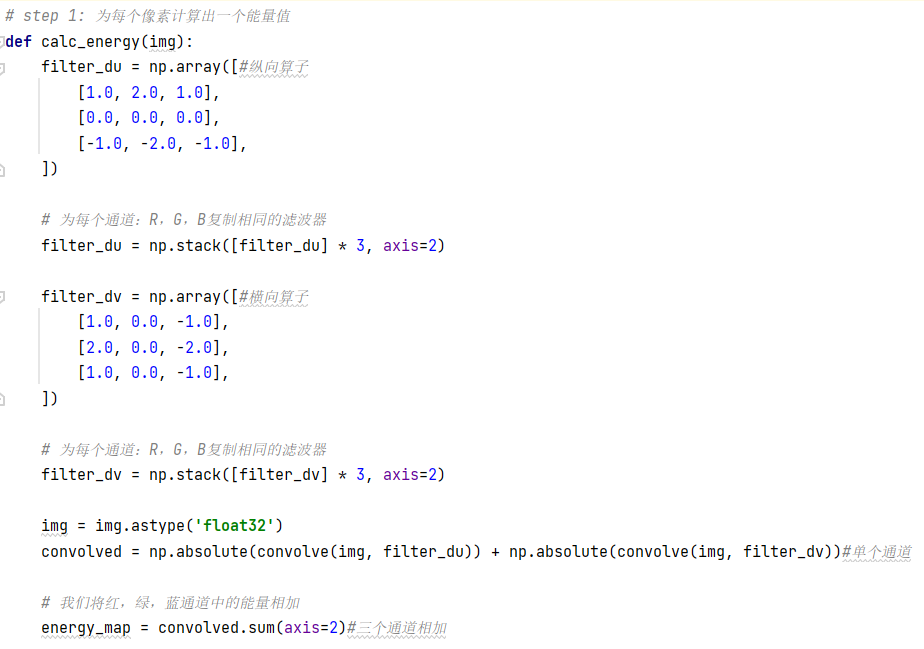 # step 1: 为每个像素计算出一个能量值
def calc_energy(img):
    filter_du = np.array([#纵向算子
        [1.0, 2.0, 1.0],
        [0.0, 0.0, 0.0],
        [-1.0, -2.0, -1.0],
    ])
    # 为每个通道：R，G，B复制相同的滤波器
    filter_du = np.stack([filter_du] * 3, axis=2)
    filter_dv = np.array([#横向算子
        [1.0, 0.0, -1.0],
        [2.0, 0.0, -2.0],
        [1.0, 0.0, -1.0],
    ])
    # 为每个通道：R，G，B复制相同的滤波器
    filter_dv = np.stack([filter_dv] * 3, axis=2)
    img = img.astype('float32')
    convolved = np.absolute(convolve(img, filter_du)) + np.absolute(convolve(img, filter_dv))#单个通道
    # 我们将红，绿，蓝通道中的能量相加
    energy_map = convolved.sum(axis=2)#三个通道相加